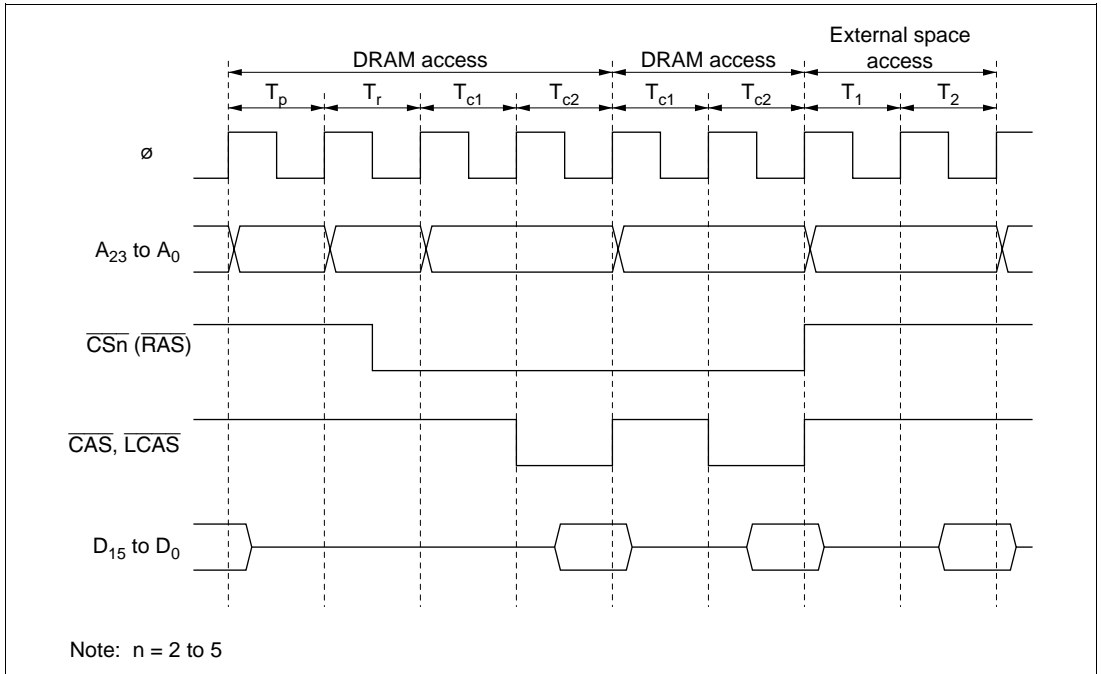 External space
DRAM access DRAM access access
Tp Tr Tc1 Tc2 Tc1 Tc2 T1 T2
ø
A23 to A0
CSn (RAS)
CAS, LCAS
D15 to D0
Note: n = 2 to 5